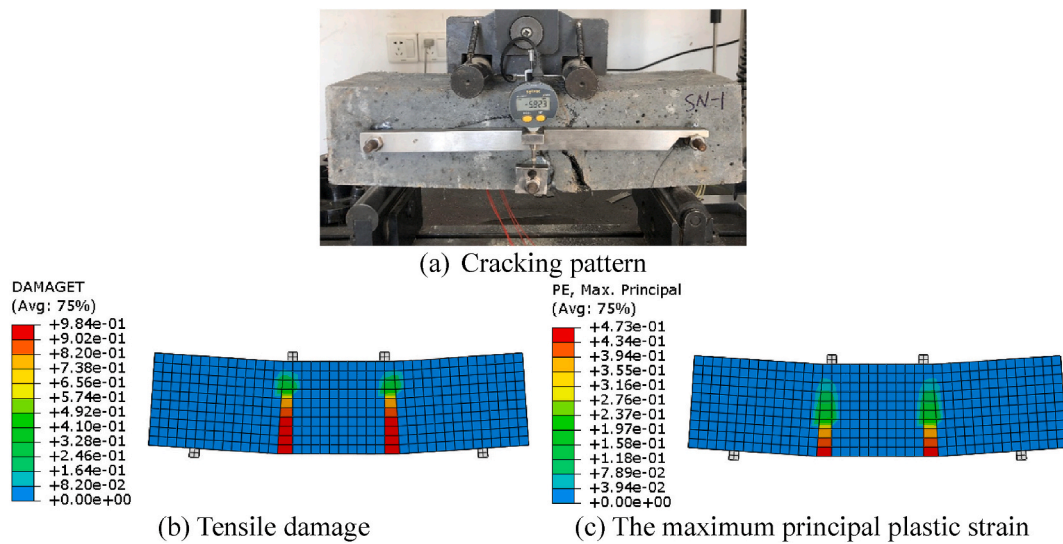 -5.823
SN-1
(a) Cracking pattern
DAMAGET
(Avg: 75%)
+9.84e-01
+9.02e-01
+8.20e-01
+7.38e-01
+6.56e-01
+5.74e-01
+4.92e-01
+4.10e-01
+3.28e-01
+2.46e-01
+1.64e-01
+8.20e-02
+0.00e+00
(b) Tensile damage
PE, Max. Principal
(Avg: 75%)
+4.73e-01
+4.34e-01
+3.94e-01
+3.55e-01
+3.16e-01
+2.76e-01
+2.37e-01
+1.97e-01
+1.58e-01
+1.18e-01
+7.89e-02
+3.94e-02
+0.00e+00
(c) The maximum principal plastic strain